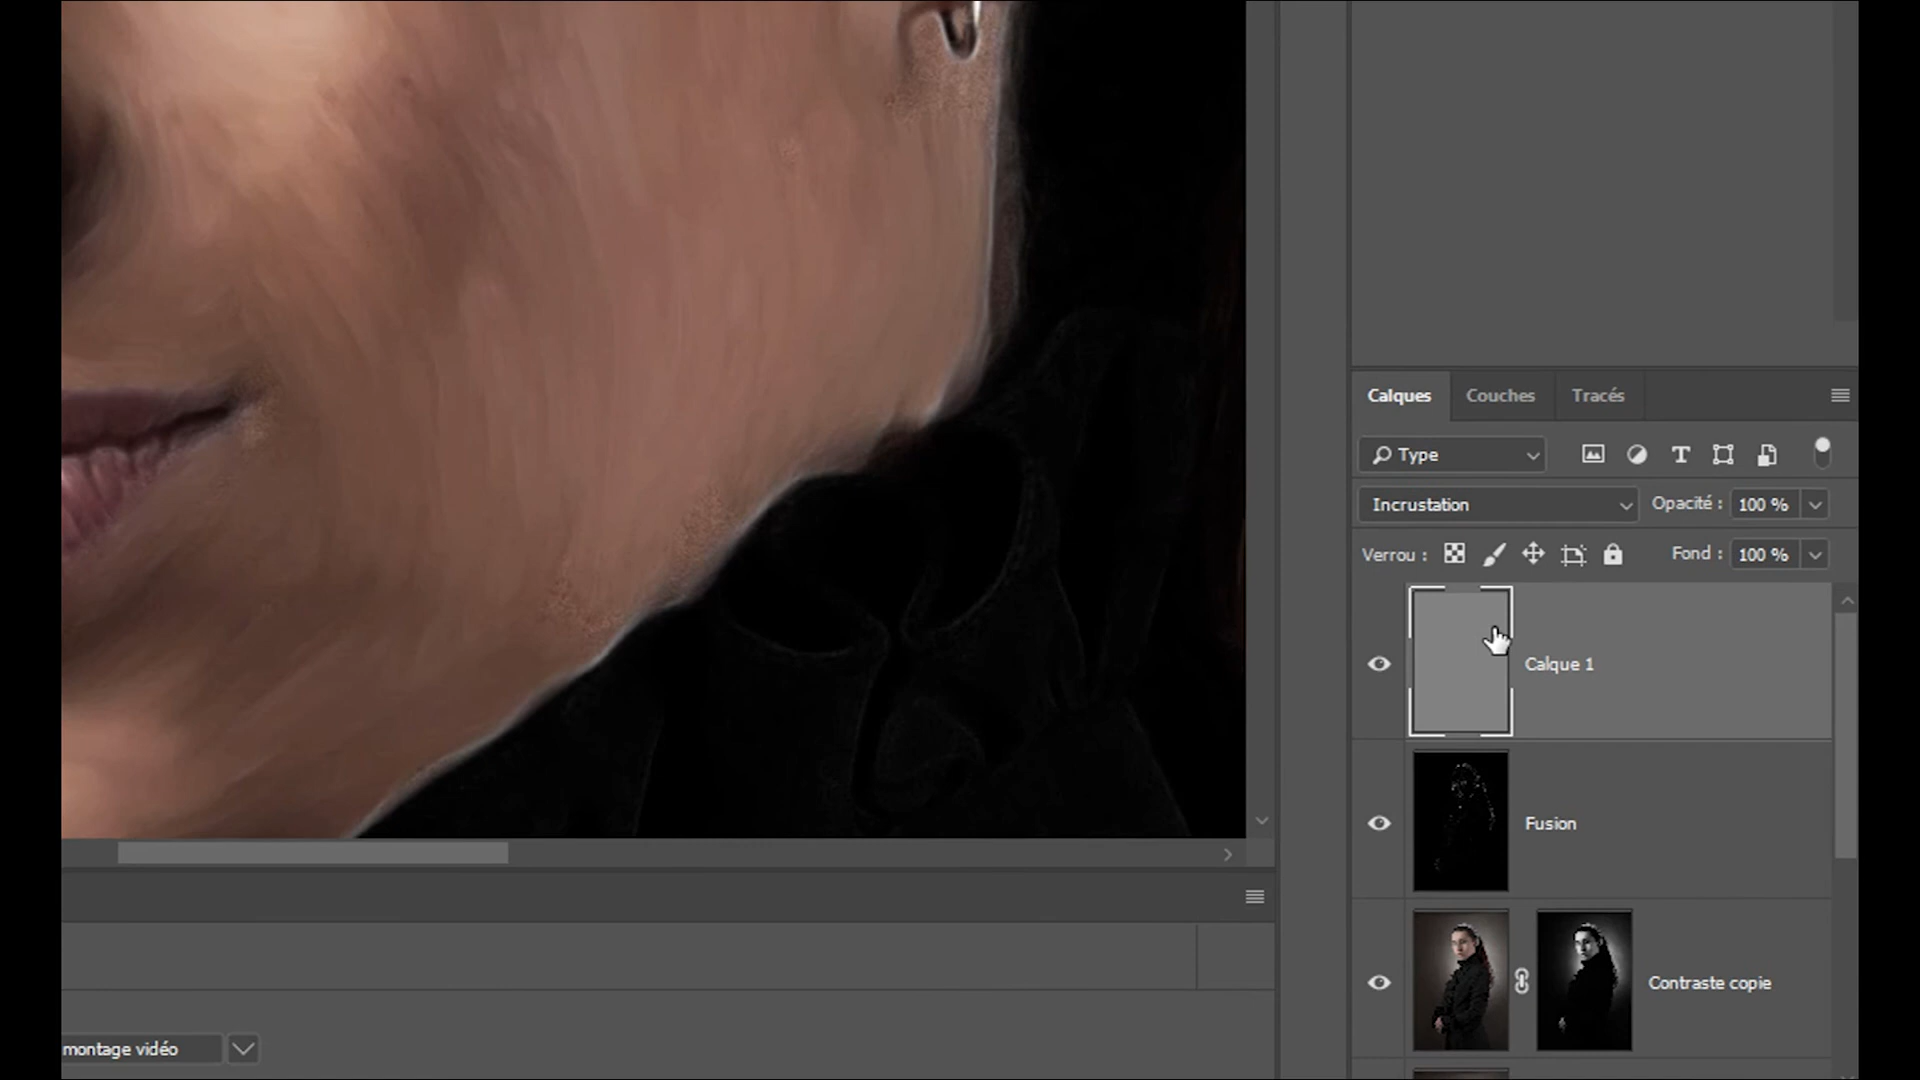 Calques Couches Tracés
Type
Incrustation Opacité : 100 %
Verrou : Fond : 100 %
Calque 1
Fusion
Contraste copie
montage vidéo